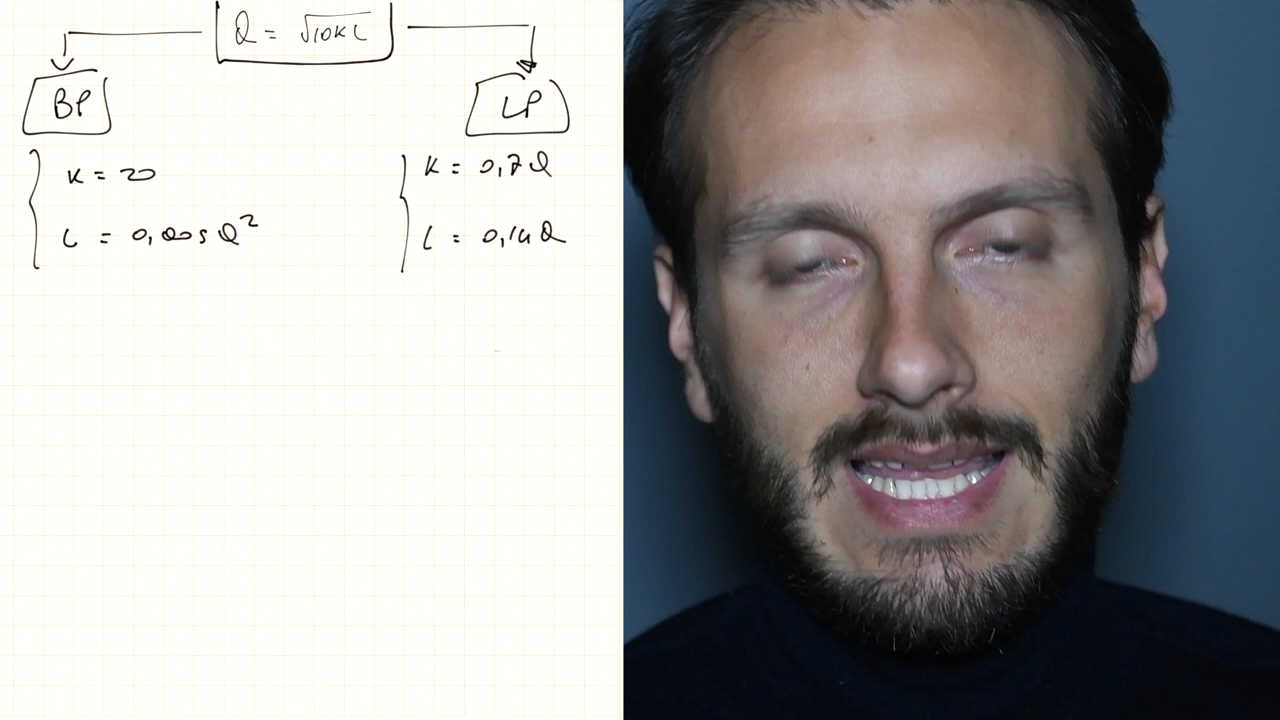 Q = √10KL
BP
K = 20
L = 0,005Q²
LP
K = 0,7Q
L = 0,14Q